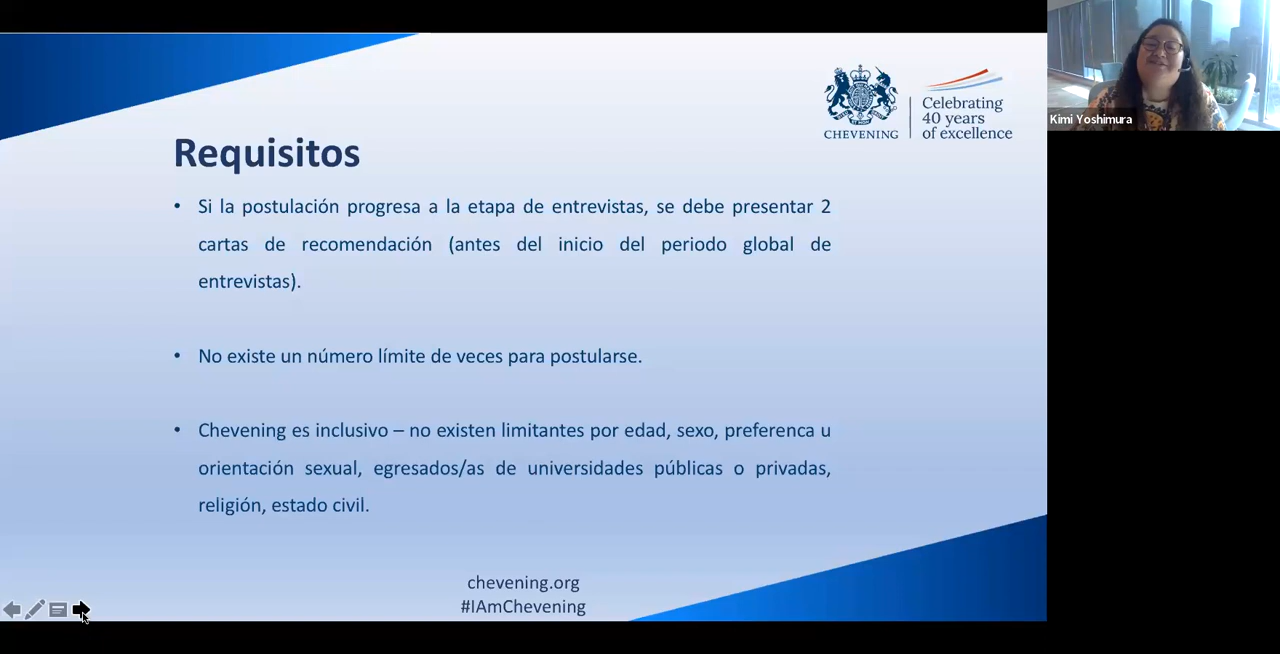 CHEVENING
Celebrating
40 years
of excellence
Kimi Yoshimura
Requisitos
• Si la postulación progresa a la etapa de entrevistas, se debe presentar 2
cartas de recomendación (antes del inicio del periodo global de
entrevistas).
• No existe un número límite de veces para postularse.
• Chevening es inclusivo – no existen limitantes por edad, sexo, preferenca u
orientación sexual, egresados/as de universidades públicas o privadas,
religión, estado civil.
chevening.org
#IAmChevening